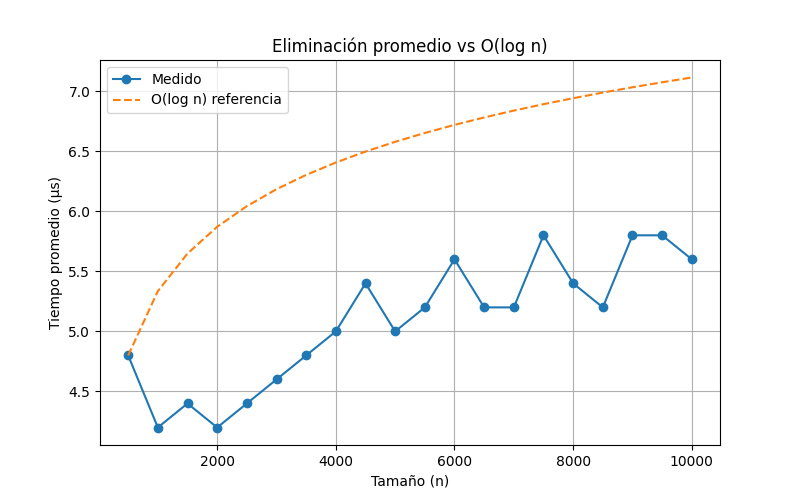 Eliminación promedio vs O(log n)
Medido
O(log n) referencia
Tiempo promedio (µs)
7.0
6.5
6.0
5.5
5.0
4.5
2000 4000 6000 8000 10000
Tamaño (n)